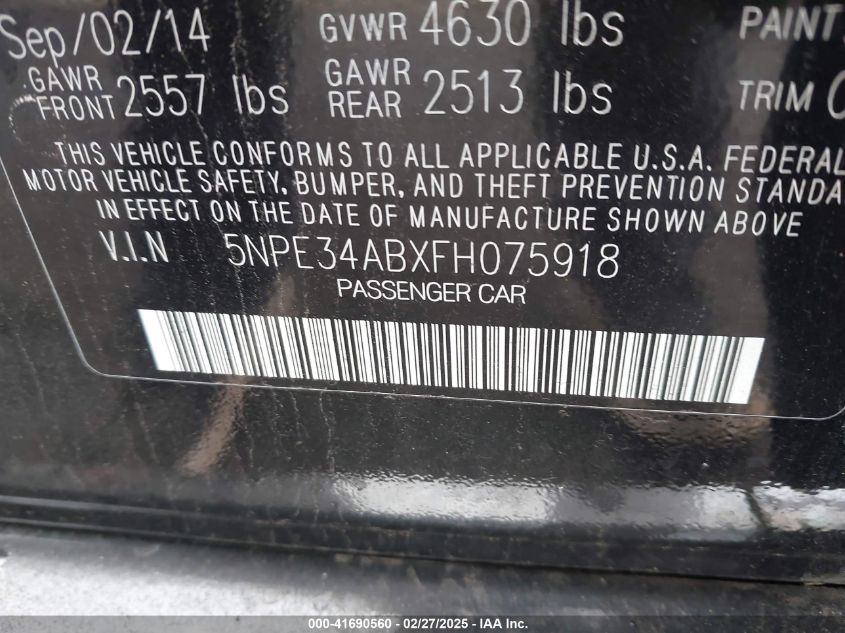 Sep/02/14 GVWR 4630 lbs PAINT
GAWR FRONT 2557 lbs GAWR REAR 2513 lbs TRIM
THIS VEHICLE CONFORMS TO ALL APPLICABLE U.S.A. FEDERAL
MOTOR VEHICLE SAFETY, BUMPER, AND THEFT PREVENTION STANDA
IN EFFECT ON THE DATE OF MANUFACTURE SHOWN ABOVE
V.I.N 5NPE34ABXFH075918
PASSENGER CAR
000-41690560 - 02/27/2025 - IAA Inc.